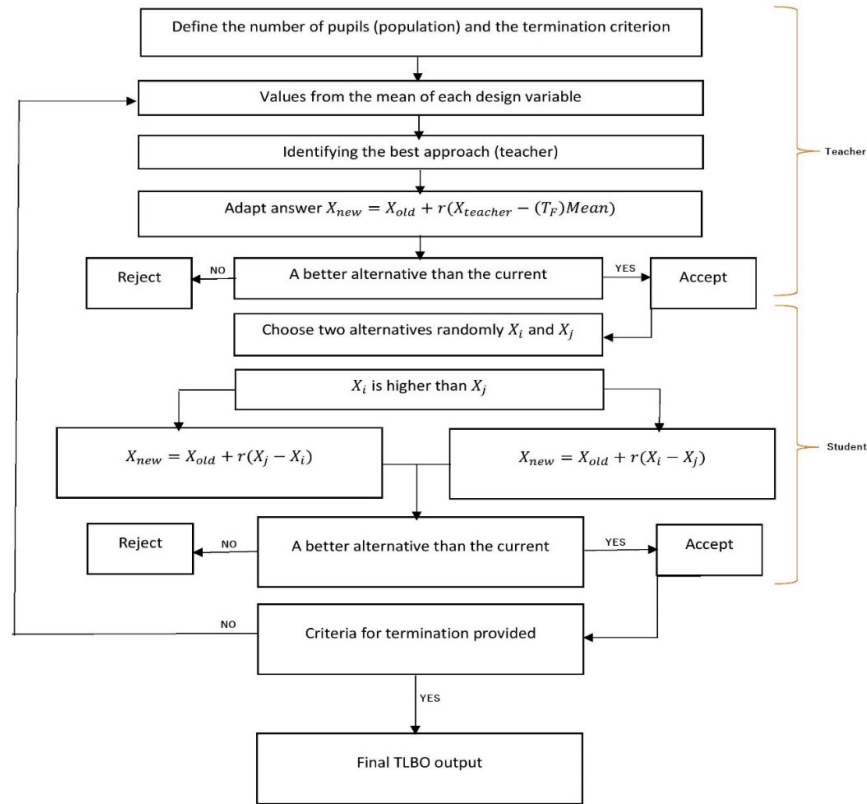 Define the number of pupils (population) and the termination criterion
Values from the mean of each design variable
Identifying the best approach (teacher)
Teacher
Adapt answer X_new = X_old + r(X_teacher − (T_F)Mean)
Reject
NO
A better alternative than the current
YES
Accept
Choose two alternatives randomly X_i and X_j
X_i is higher than X_j
X_new = X_old + r(X_j − X_i)
X_new = X_old + r(X_i − X_j)
Student
Reject
NO
A better alternative than the current
YES
Accept
NO
Criteria for termination provided
YES
Final TLBO output